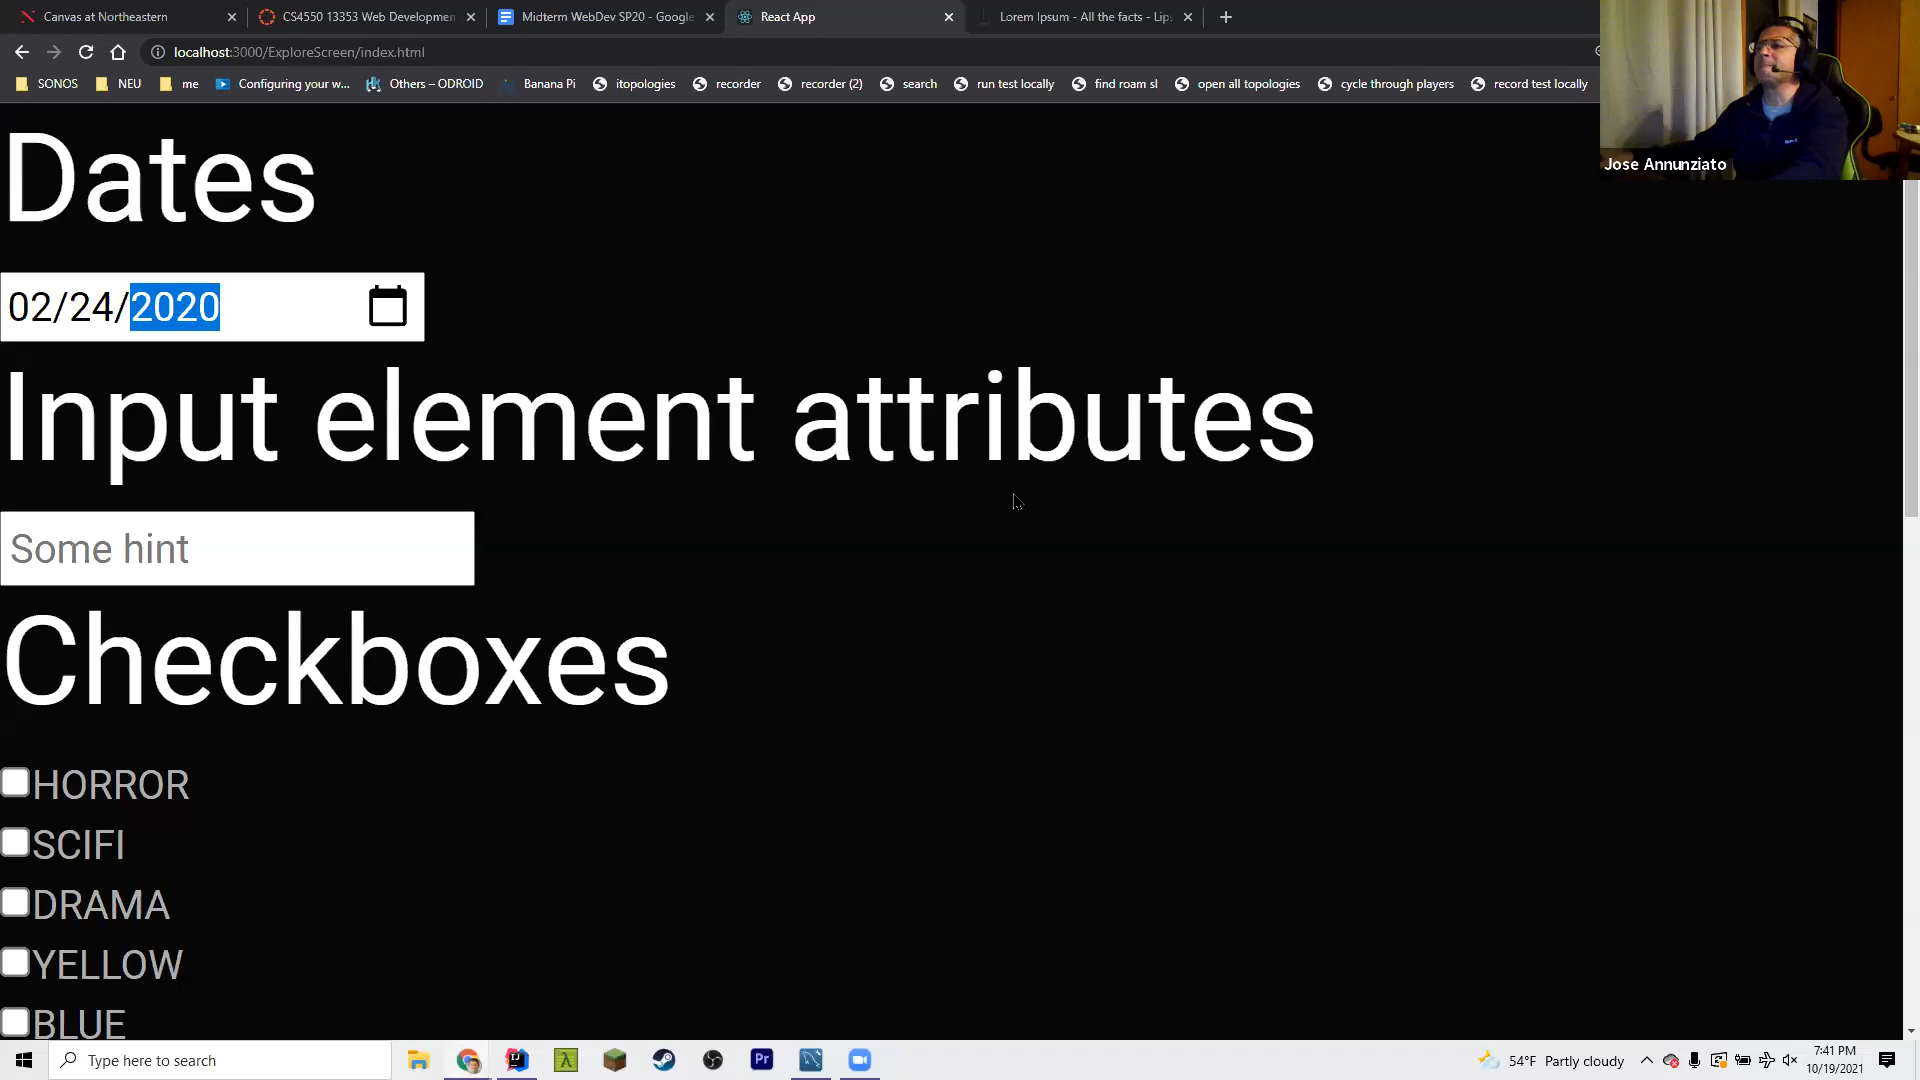 Canvas at Northeastern
CS4550 13353 Web Developmen
Midterm WebDev SP20 - Google
React App
Lorem Ipsum - All the facts - Lips
localhost:3000/ExploreScreen/index.html
SONOS
NEU
me
Configuring your w...
Others – ODROID
Banana Pi
itopologies
recorder
recorder (2)
search
run test locally
find roam sl
open all topologies
cycle through players
record test locally
Jose Annunziato
Dates
02/24/2020
Input element attributes
Some hint
Checkboxes
HORROR
SCIFI
DRAMA
YELLOW
BLUE
Type here to search
Pr
54°F Partly cloudy
7:41 PM
10/19/2021